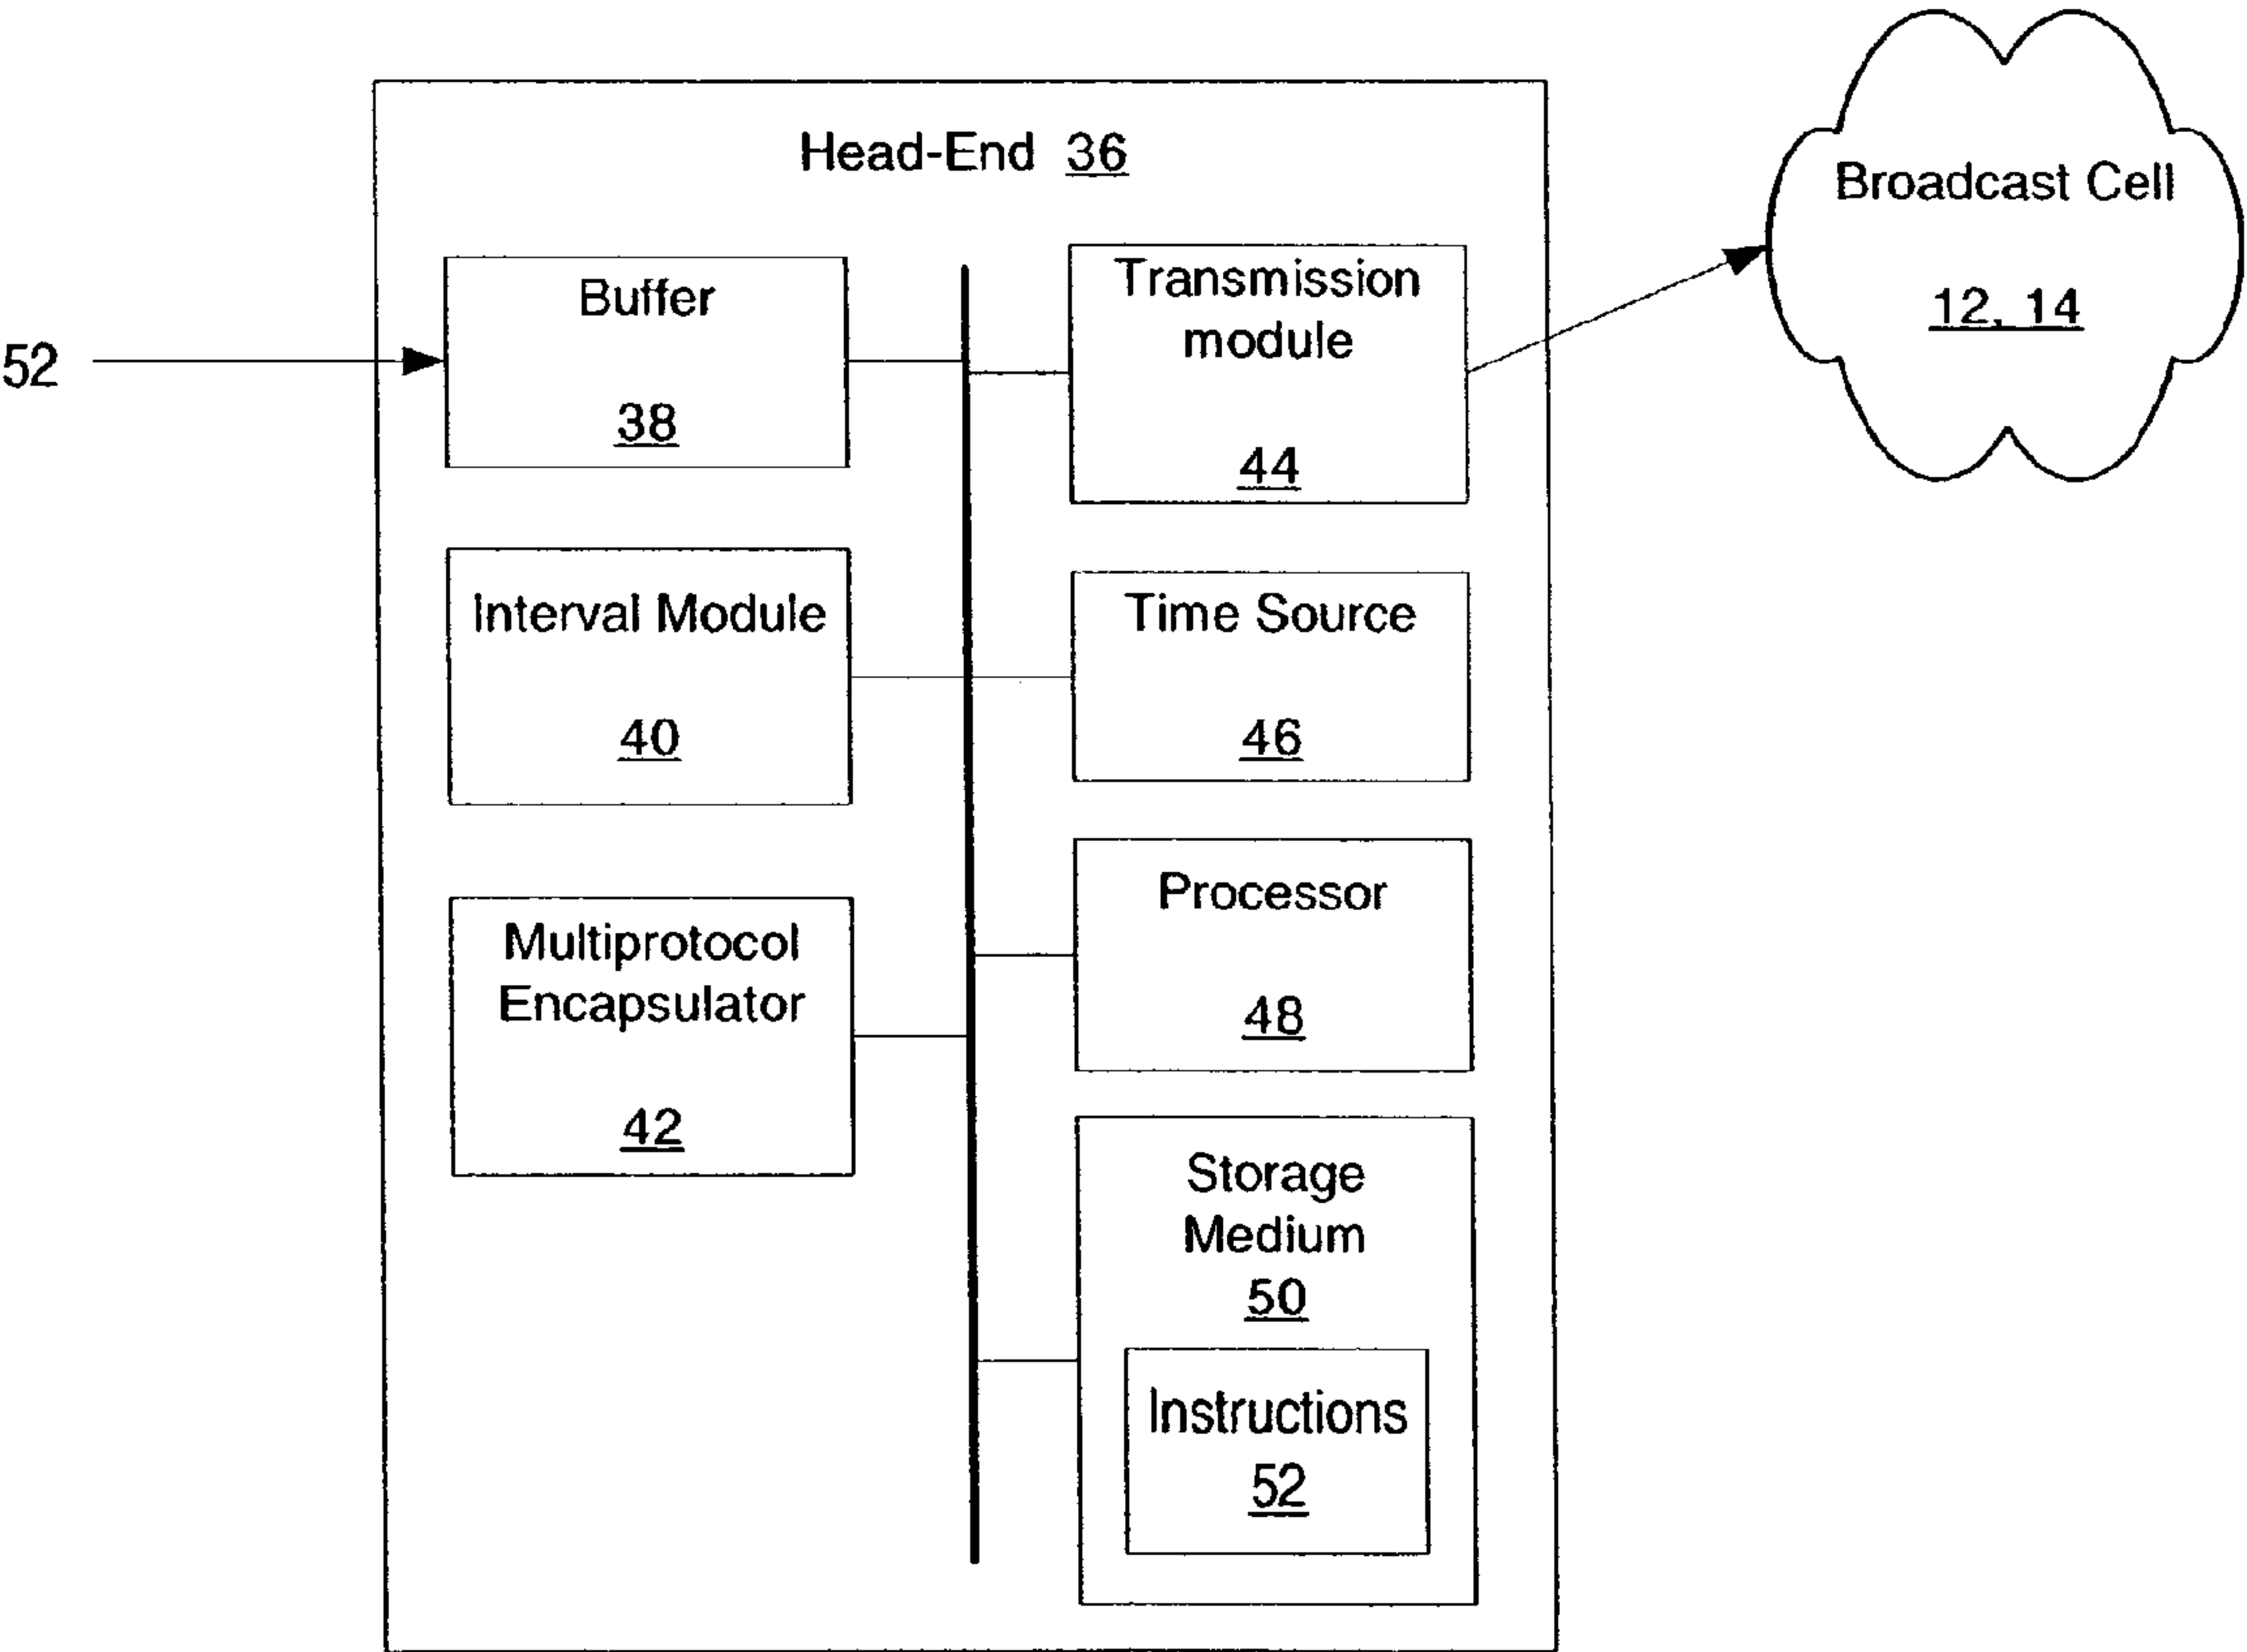 Head-End 36
52
Buffer
38
Interval Module
40
Multiprotocol
Encapsulator
42
Transmission
module
44
Time Source
46
Processor
48
Storage
Medium
50
Instructions
52
Broadcast Cell
12, 14